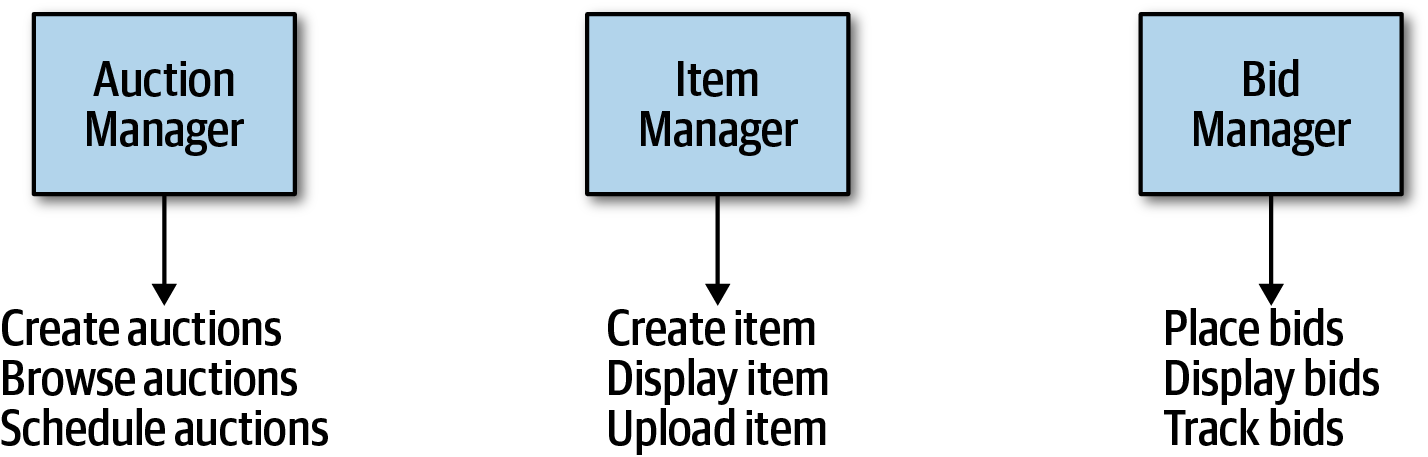 Auction
Manager
Create auctions
Browse auctions
Schedule auctions
Item
Manager
Create item
Display item
Upload item
Bid
Manager
Place bids
Display bids
Track bids